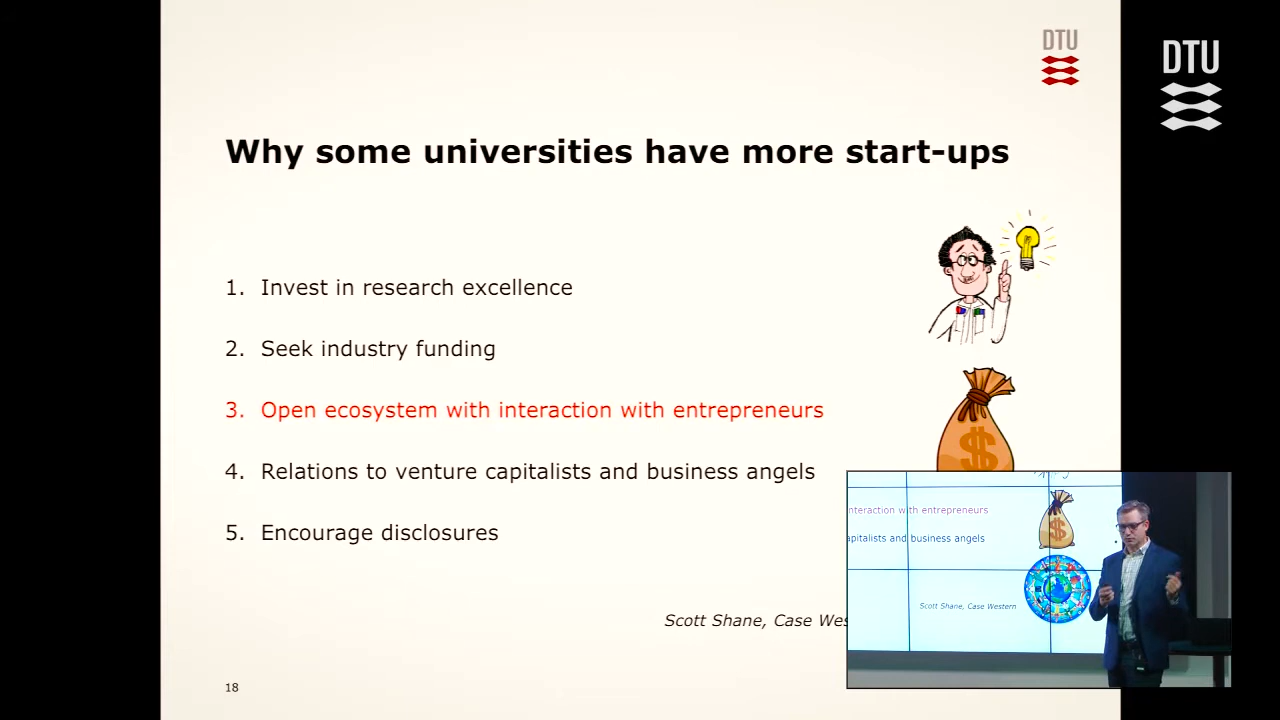 DTU
DTU
Why some universities have more start-ups
1. Invest in research excellence
2. Seek industry funding
3. Open ecosystem with interaction with entrepreneurs
4. Relations to venture capitalists and business angels
5. Encourage disclosures
$
Scott Shane, Case Wes
18
nteraction with entrepreneurs
$
apitalists and business angels
Scott Shane, Case Western